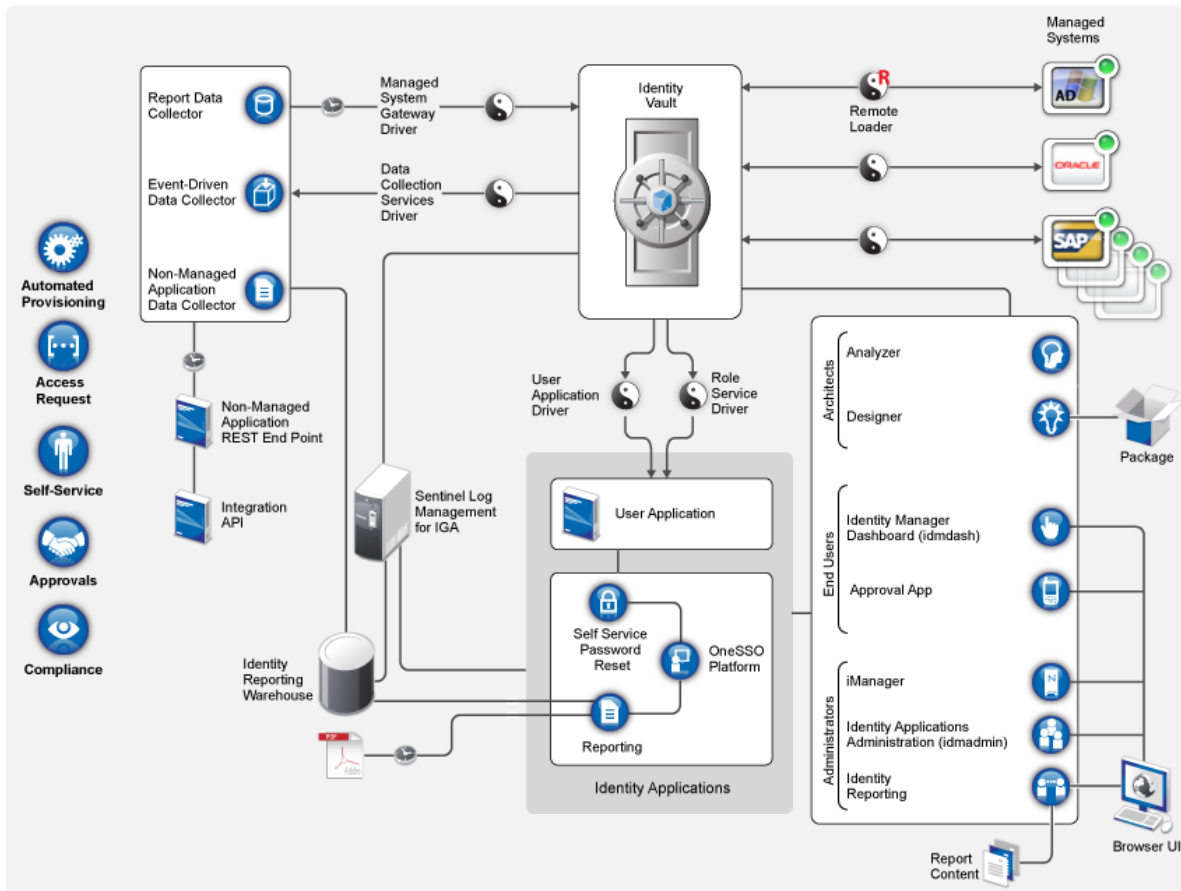 Managed
Systems
Report Data
Collector
Managed
System
Gateway
Driver
Identity
Vault
R
Remote
Loader
AD
Event-Driven
Data Collector
Data
Collection
Services
Driver
ORACLE
SAP
Non-Managed
Application
Data Collector
Automated
Provisioning
Access
Request
Self-Service
Approvals
Compliance
Non-Managed
Application
REST End Point
Integration
API
User
Application
Driver
Role
Service
Driver
Sentinel Log
Management
for IGA
User Application
Self Service
Password
Reset
OneSSO
Platform
Reporting
Identity Applications
Identity
Reporting
Warehouse
PDF
Adobe
Architects
Analyzer
Designer
Package
End Users
Identity Manager
Dashboard (idmdash)
Approval App
Administrators
iManager
N
Identity Applications
Administration (idmadmin)
Identity
Reporting
Browser UI
Report
Content